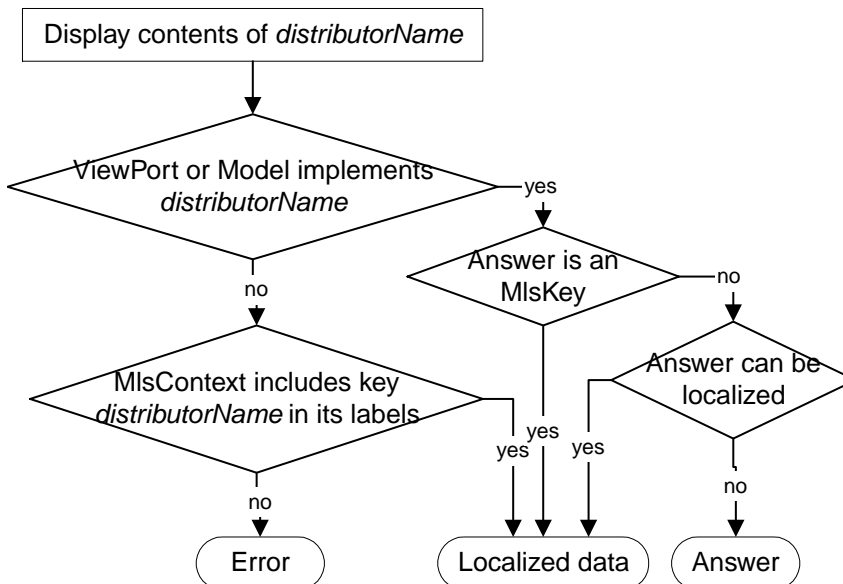 Display contents of distributorName
ViewPort or Model implements
distributorName
yes
no
Answer is an
MlsKey
no
MlsContext includes key
distributorName in its labels
Answer can be
localized
yes
yes
yes
no
no
Error
Localized data
Answer